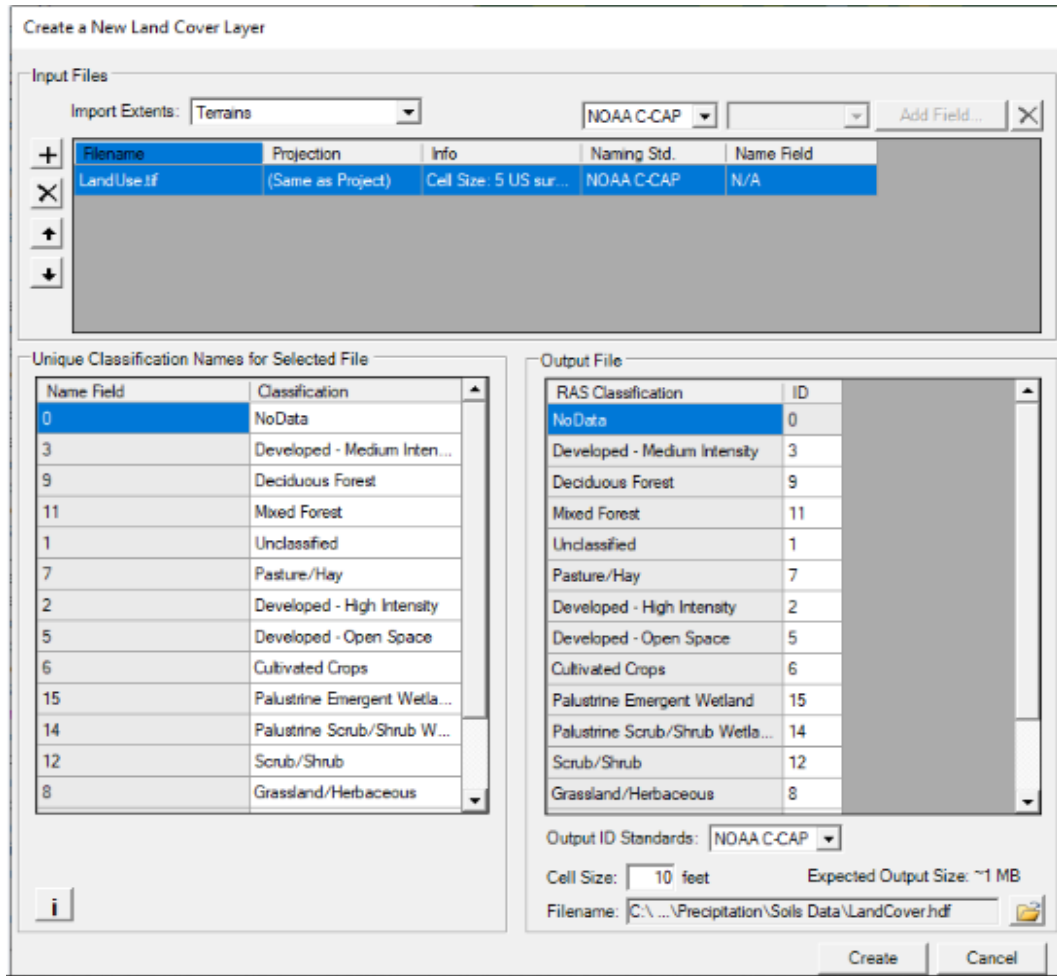 Create a New Land Cover Layer
Input Files
Import Extents: Terrains NOAA C-CAP Add Field...
Filename Projection Info Naming Std. Name Field
LandUse.tif (Same as Project) Cell Size: 5 US sur... NOAA C-CAP N/A
Unique Classification Names for Selected File
Name Field Classification
0 NoData
3 Developed - Medium Inten...
9 Deciduous Forest
11 Mixed Forest
1 Unclassified
7 Pasture/Hay
2 Developed - High Intensity
5 Developed - Open Space
6 Cultivated Crops
15 Palustrine Emergent Wetla...
14 Palustrine Scrub/Shrub W...
12 Scrub/Shrub
8 Grassland/Herbaceous
i
Output File
RAS Classification ID
NoData 0
Developed - Medium Intensity 3
Deciduous Forest 9
Mixed Forest 11
Unclassified 1
Pasture/Hay 7
Developed - High Intensity 2
Developed - Open Space 5
Cultivated Crops 6
Palustrine Emergent Wetland 15
Palustrine Scrub/Shrub Wetla... 14
Scrub/Shrub 12
Grassland/Herbaceous 8
Output ID Standards: NOAA C-CAP
Cell Size: 10 feet Expected Output Size: ~1 MB
Filename: C:\ ...\Precipitation\Soils Data\LandCover.hdf
Create Cancel